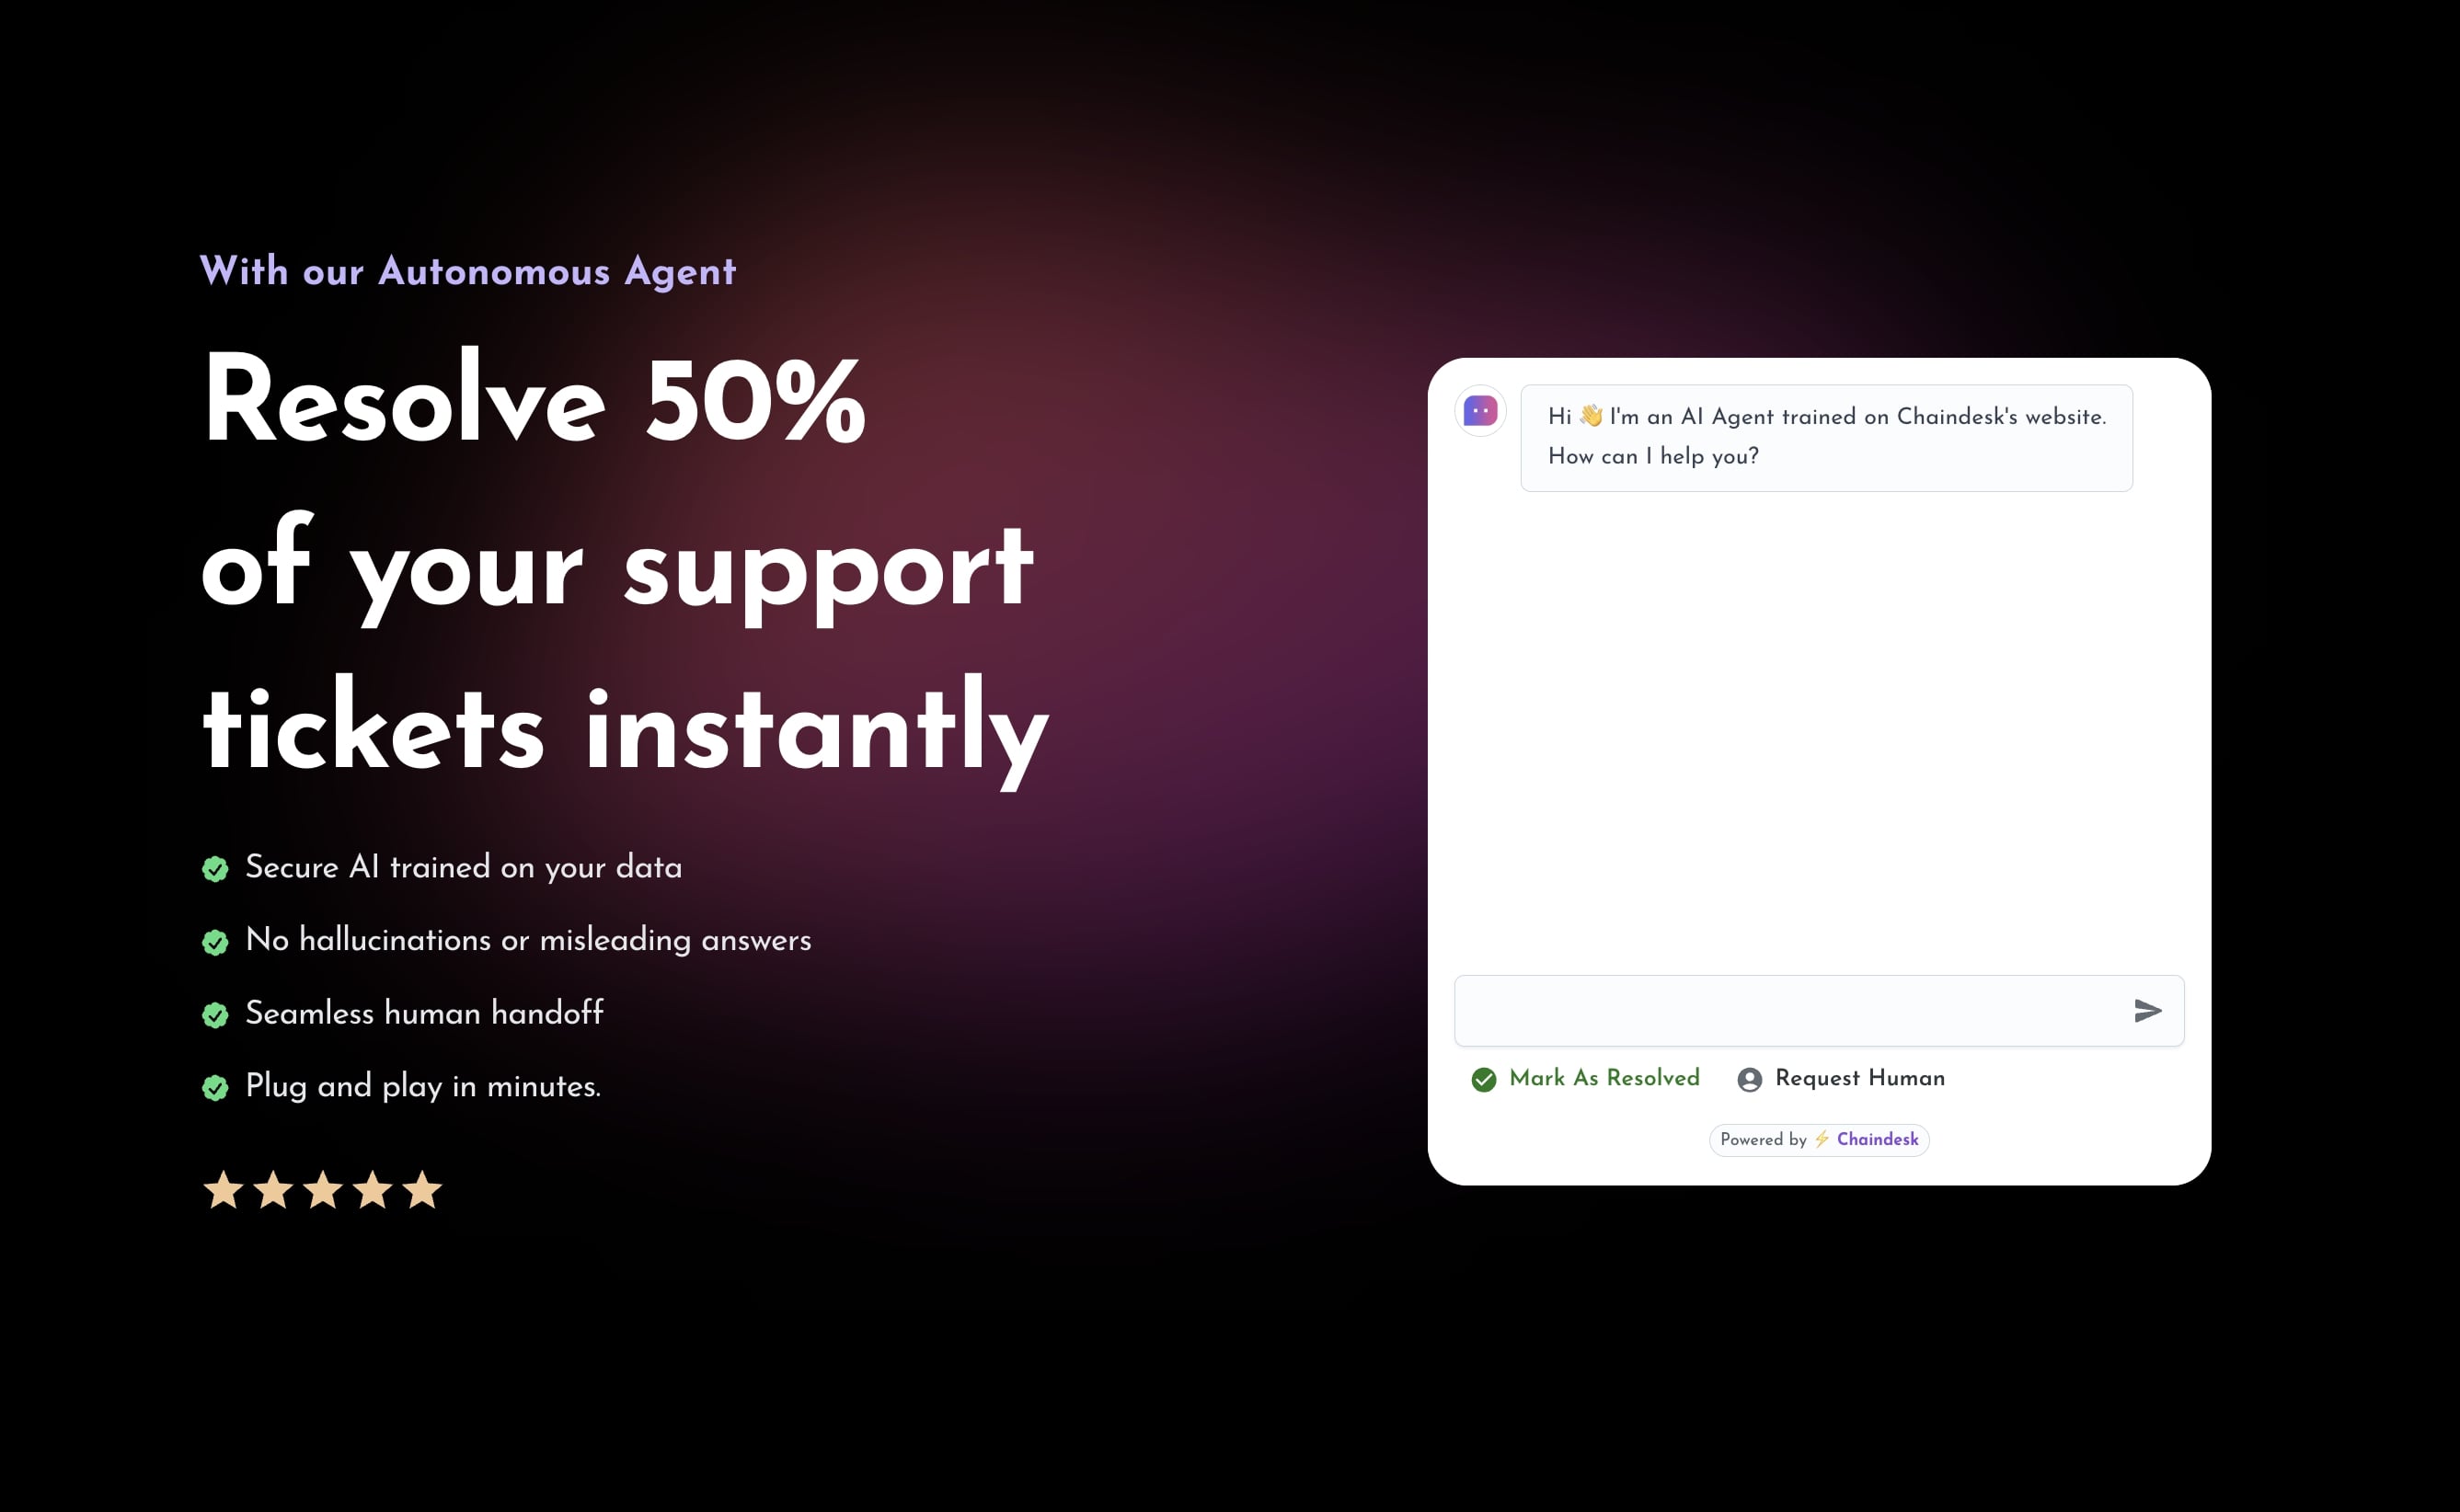 With our Autonomous Agent
Resolve 50%
of your support
tickets instantly
Secure AI trained on your data
No hallucinations or misleading answers
Seamless human handoff
Plug and play in minutes.
Hi 👋 I'm an AI Agent trained on Chaindesk's website.
How can I help you?
Mark As Resolved
Request Human
Powered by ⚡ Chaindesk